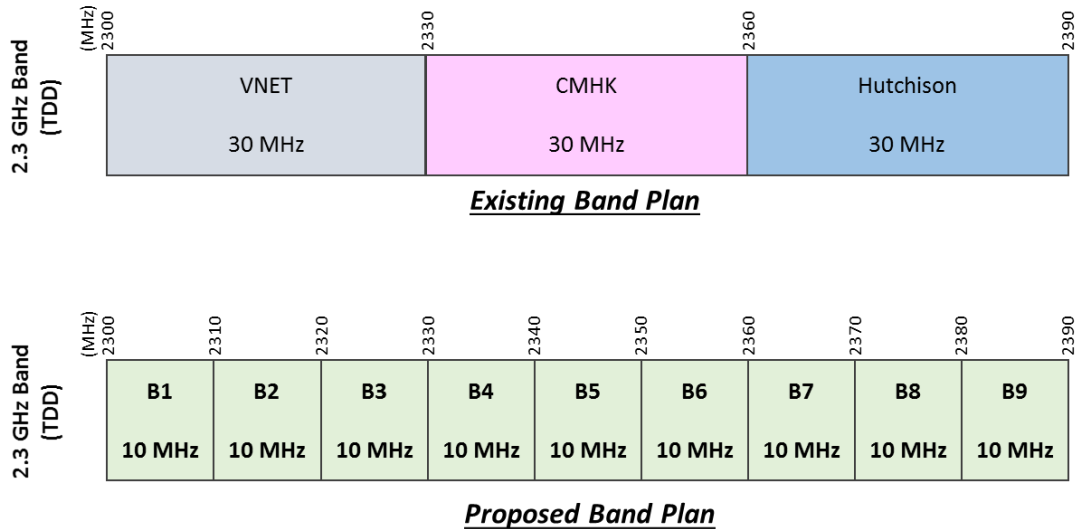 (MHz)
2300 2330 2360 2390
2.3 GHz Band
(TDD)
VNET CMHK Hutchison
30 MHz 30 MHz 30 MHz
Existing Band Plan
(MHz)
2300 2310 2320 2330 2340 2350 2360 2370 2380 2390
2.3 GHz Band
(TDD)
B1 B2 B3 B4 B5 B6 B7 B8 B9
10 MHz 10 MHz 10 MHz 10 MHz 10 MHz 10 MHz 10 MHz 10 MHz 10 MHz
Proposed Band Plan